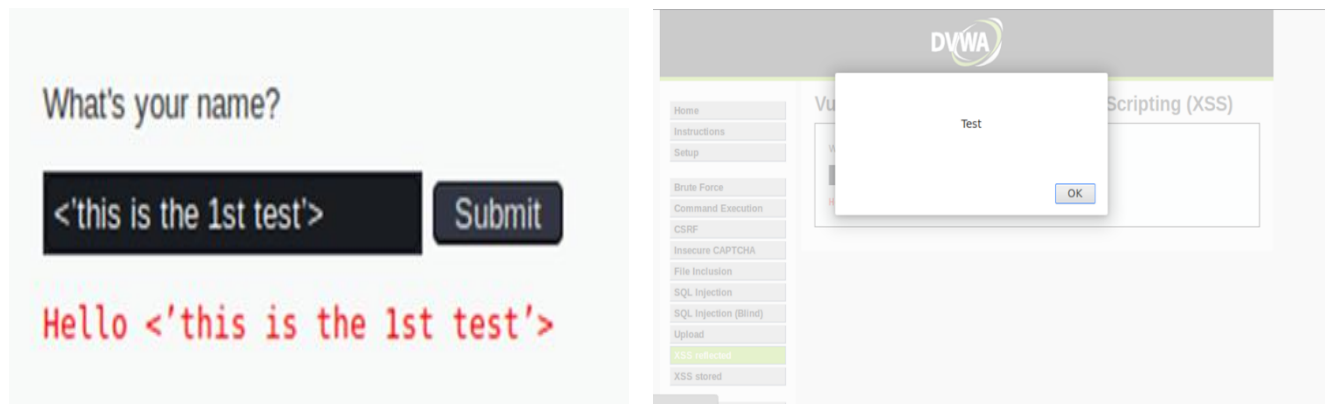 What's your name?
<'this is the 1st test'> Submit
Hello <'this is the 1st test'>
DVWA
Home
Instructions
Setup
Brute Force
Command Execution
CSRF
Insecure CAPTCHA
File Inclusion
SQL Injection
SQL Injection (Blind)
Upload
XSS reflected
XSS stored
Vu Scripting (XSS)
W
H
Test
OK